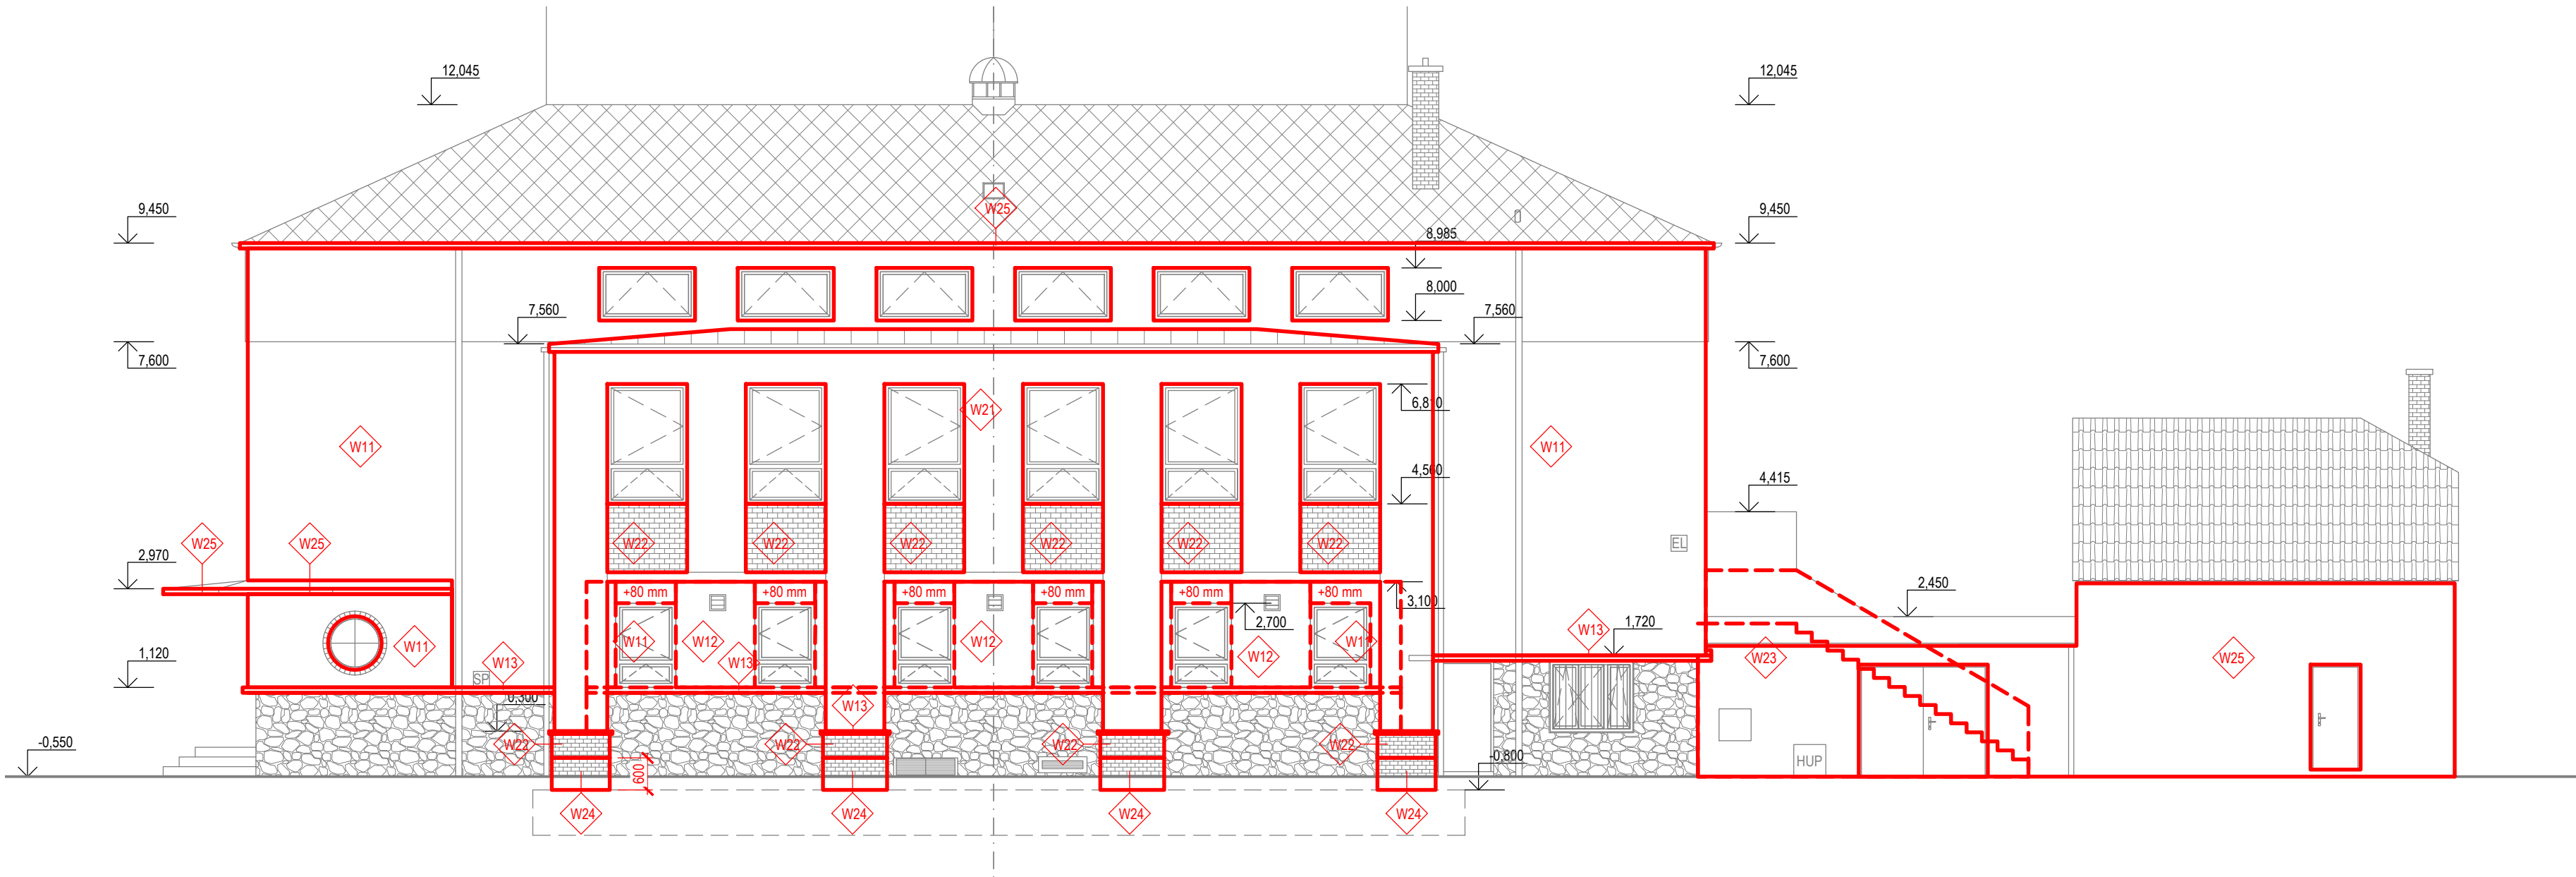 12,045
12,045
9,450
9,450
W25
8,985
8,000
7,560
7,560
7,600
7,600
6,810
W21
W11
W11
4,560
4,415
W25
W25
W22
W22
W22
W22
W22
W22
EL
2,970
2,450
+80 mm
+80 mm
+80 mm
+80 mm
+80 mm
+80 mm
3,100
2,700
1,720
W13
W11
W12
W12
W12
W11
W11
W23
W25
1,120
W13
W13
SP
0,300
W13
-0,550
W22
W22
W22
W22
-0,800
HUP
600
W24
W24
W24
W24